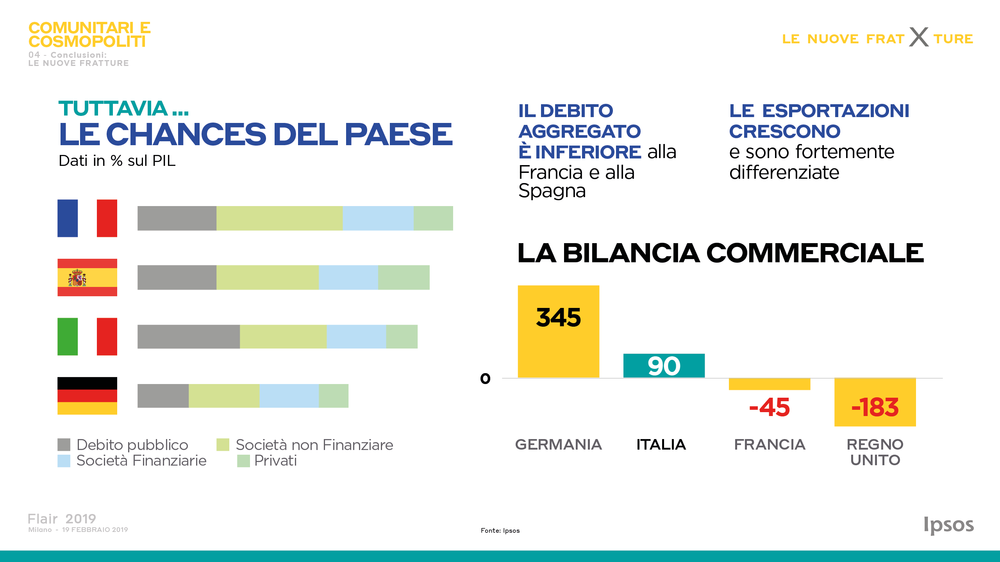 COMUNITARI E
COSMOPOLITI
04 - Conclusioni:
LE NUOVE FRATTURE
LE NUOVE FRAT X TURE
TUTTAVIA ...
LE CHANCES DEL PAESE
Dati in % sul PIL
Debito pubblico
Società non Finanziare
Società Finanziarie
Privati
IL DEBITO
AGGREGATO
È INFERIORE alla
Francia e alla
Spagna
LE ESPORTAZIONI
CRESCONO
e sono fortemente
differenziate
LA BILANCIA COMMERCIALE
345
90
0
-45
-183
GERMANIA
ITALIA
FRANCIA
REGNO
UNITO
Flair 2019
Milano - 19 FEBBRAIO 2019
Fonte: Ipsos
Ipsos